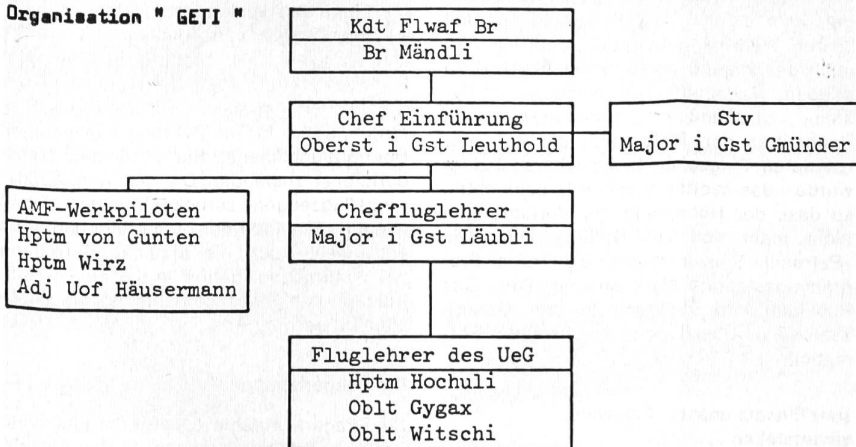 Organisation " GETI "
Kdt Flwaf Br
Br Mändli
Chef Einführung
Oberst i Gst Leuthold
Stv
Major i Gst Gmünder
AMF-Werkpiloten
Hptm von Gunten
Hptm Wirz
Adj Uof Häusermann
Cheffluglehrer
Major i Gst Läubli
Fluglehrer des UeG
Hptm Hochuli
Oblt Gygax
Oblt Witschi